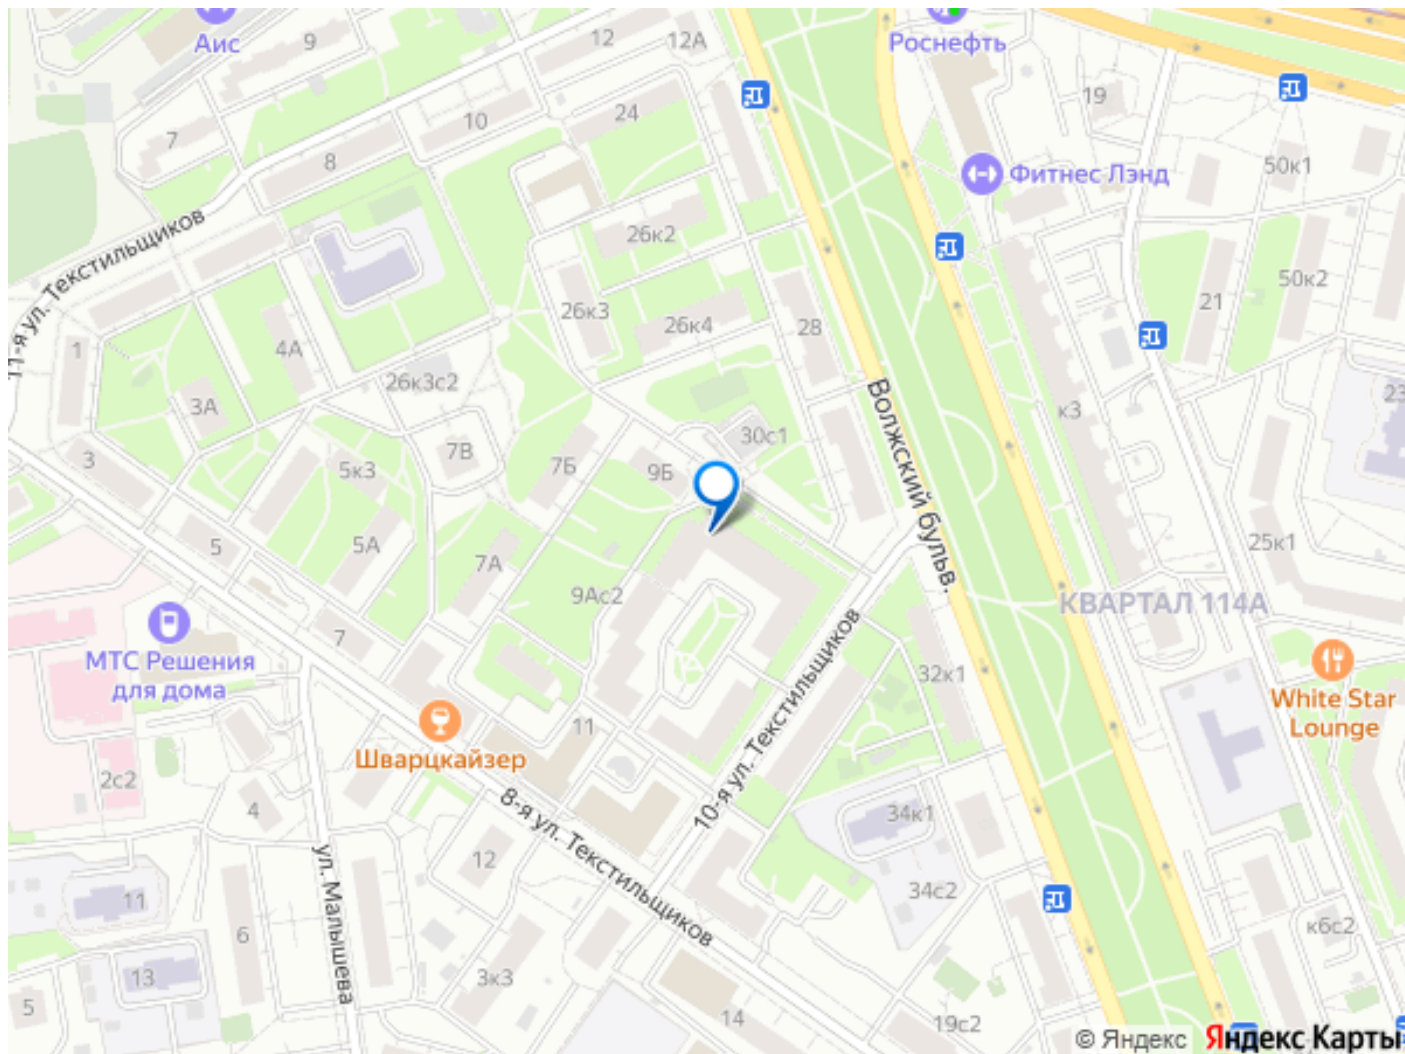 Аис
9
12
12А
Роснефть
7
8
10
24
19
Фитнес Лэнд
50к1
11-я ул. Текстильщиков
26к2
50к2
1
4А
26к3
26к4
28
21
3А
26к3с2
Волжский бульв.
к3
23
3
5к3
7В
7Б
9Б
30с1
5
5А
7А
9Ас2
25к1
КВАРТАЛ 114А
МТС Решения
для дома
7
32к1
White Star
Lounge
Шварцкайзер
11
10-я ул. Текстильщиков
2с2
4
8-я ул. Текстильщиков
34к1
12
ул. Малышева
34с2
11
6
к6с2
13
3к3
5
14
19с2
© Яндекс Яндекс Карты